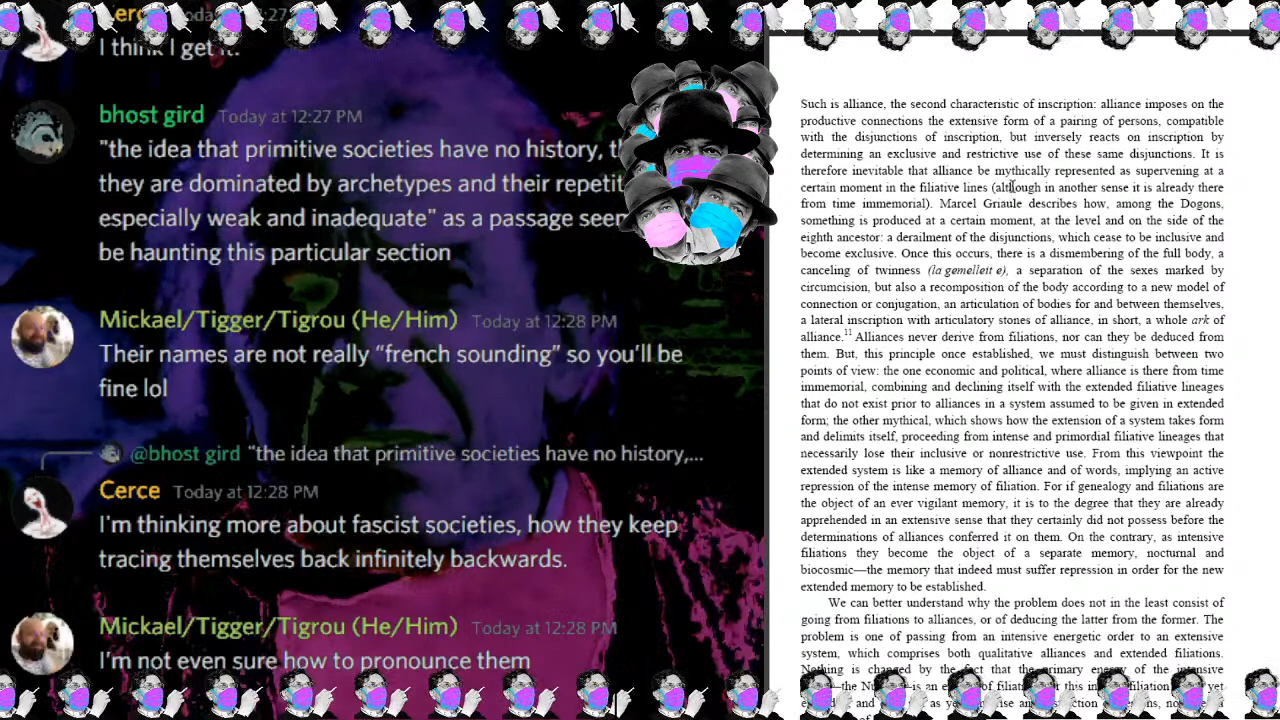 Cerc
Today at 12:27 PM
I think I get it.
bhost gird Today at 12:27 PM
"the idea that primitive societies have no history, t
they are dominated by archetypes and their repetit
especially weak and inadequate" as a passage seem
be haunting this particular section
Mickael/Tigger/Tigrou (He/Him) Today at 12:28 PM
Their names are not really “french sounding” so you’ll be
fine lol
@bhost gird “the idea that primitive societies have no history,...
Cerce Today at 12:28 PM
I'm thinking more about fascist societies, how they keep
tracing themselves back infinitely backwards.
Mickael/Tigger/Tigrou (He/Him) Today at 12:28 PM
I'm not even sure how to pronounce them
Such is alliance, the second characteristic of inscription: alliance imposes on the
productive connections the extensive form of a pairing of persons, compatible
with the disjunctions of inscription, but inversely reacts on inscription by
determining an exclusive and restrictive use of these same disjunctions. It is
therefore inevitable that alliance be mythically represented as supervening at a
certain moment in the filiative lines (although in another sense it is already there
from time immemorial). Marcel Griaule describes how, among the Dogons,
something is produced at a certain moment, at the level and on the side of the
eighth ancestor: a derailment of the disjunctions, which cease to be inclusive and
become exclusive. Once this occurs, there is a dismembering of the full body, a
canceling of twinness (la gemellett e), a separation of the sexes marked by
circumcision, but also a recomposition of the body according to a new model of
connection or conjugation, an articulation of bodies for and between themselves,
a lateral inscription with articulatory stones of alliance, in short, a whole ark of
alliance.11 Alliances never derive from filiations, nor can they be deduced from
them. But, this principle once established, we must distinguish between two
points of view: the one economic and political, where alliance is there from time
immemorial, combining and declining itself with the extended filiative lineages
that do not exist prior to alliances in a system assumed to be given in extended
form; the other mythical, which shows how the extension of a system takes form
and delimits itself, proceeding from intense and primordial filiative lineages that
necessarily lose their inclusive or nonrestrictive use. From this viewpoint the
extended system is like a memory of alliance and of words, implying an active
repression of the intense memory of filiation. For if genealogy and filiations are
the object of an ever vigilant memory, it is to the degree that they are already
apprehended in an extensive sense that they certainly did not possess before the
determinations of alliances conferred it on them. On the contrary, as intensive
filiations they become the object of a separate memory, nocturnal and
biocosmic—the memory that indeed must suffer repression in order for the new
extended memory to be established.
We can better understand why the problem does not in the least consist of
going from filiations to alliances, or of deducing the latter from the former. The
problem is one of passing from an intensive energetic order to an extensive
system, which comprises both qualitative alliances and extended filiations.
Nothing is changed by the fact that the primary energy of the intensive